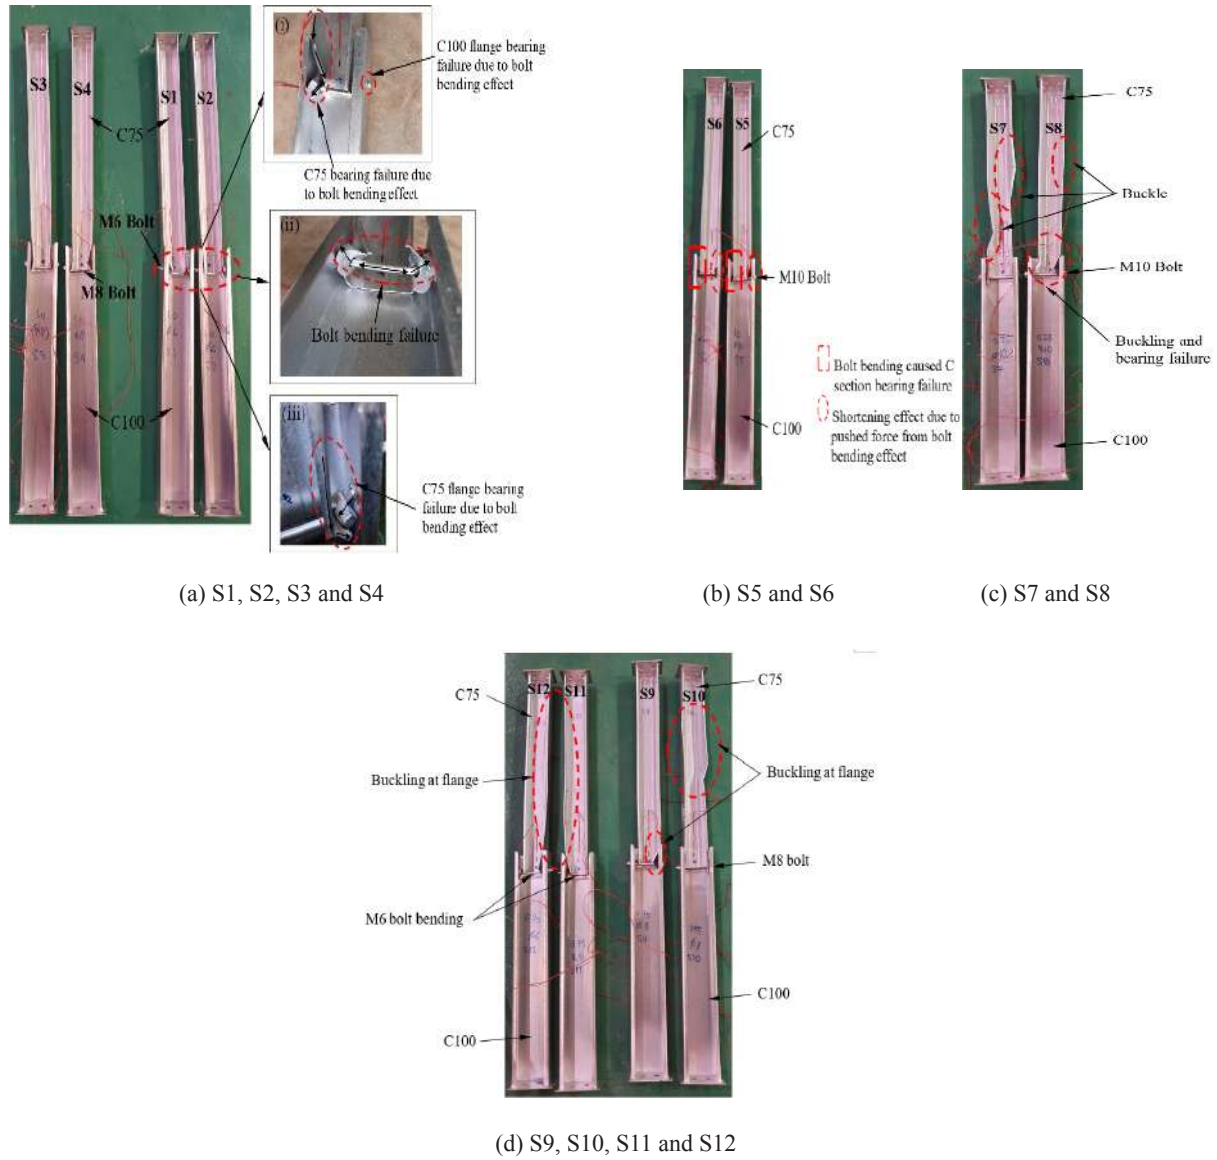 (i)
C100 flange bearing
failure due to bolt
bending effect
S3
S4
S1
S2
C75
C75 bearing failure due
to bolt bending effect
M6 Bolt
M8 Bolt
(ii)
Bolt bending failure
C100
(iii)
C75 flange bearing
failure due to bolt
bending effect
(a) S1, S2, S3 and S4
S6
S5
C75
M10 Bolt
Bolt bending caused C
section bearing failure
Shortening effect due to
pushed force from bolt
bending effect
C100
(b) S5 and S6
S7
S8
C75
Buckle
M10 Bolt
Buckling and
bearing failure
C100
(c) S7 and S8
S12
S11
S9
S10
C75
C75
Buckling at flange
Buckling at flange
M8 bolt
M6 bolt bending
C100
C100
(d) S9, S10, S11 and S12